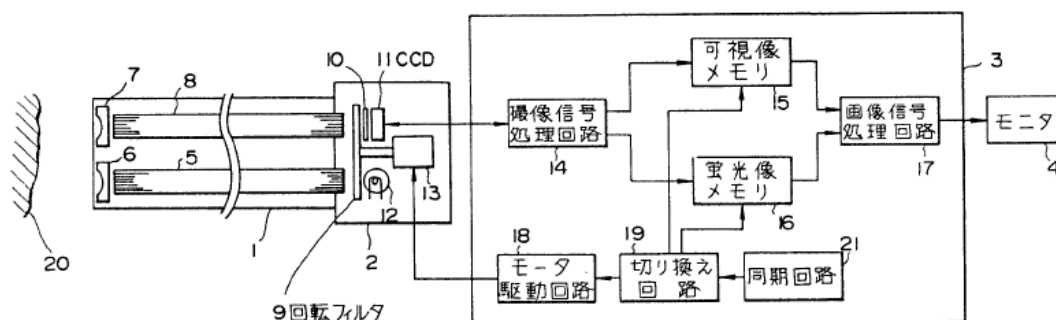 10
11CCD
7
8
可視像
メモリ
15
3
撮像信号
処理回路
14
画像信号
処理回路
17
モニタ
4
6
5
12
13
蛍光像
メモリ
16
1
2
20
18
モータ
駆動回路
19
切り換え
回路
21
同期回路
9回転フィルタ